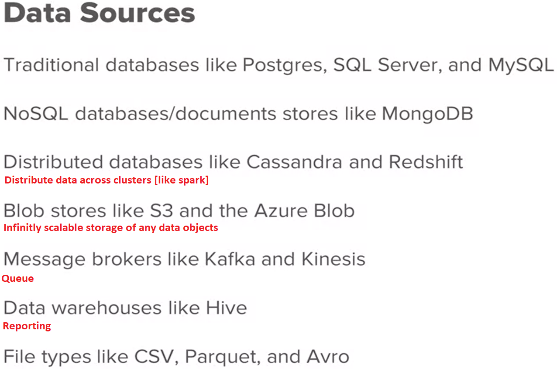 Data Sources
Traditional databases like Postgres, SQL Server, and MySQL
NoSQL databases/documents stores like MongoDB
Distributed databases like Cassandra and Redshift
Distribute data across clusters [like spark]
Blob stores like S3 and the Azure Blob
Infinitly scalable storage of any data objects
Message brokers like Kafka and Kinesis
Queue
Data warehouses like Hive
Reporting
File types like CSV, Parquet, and Avro